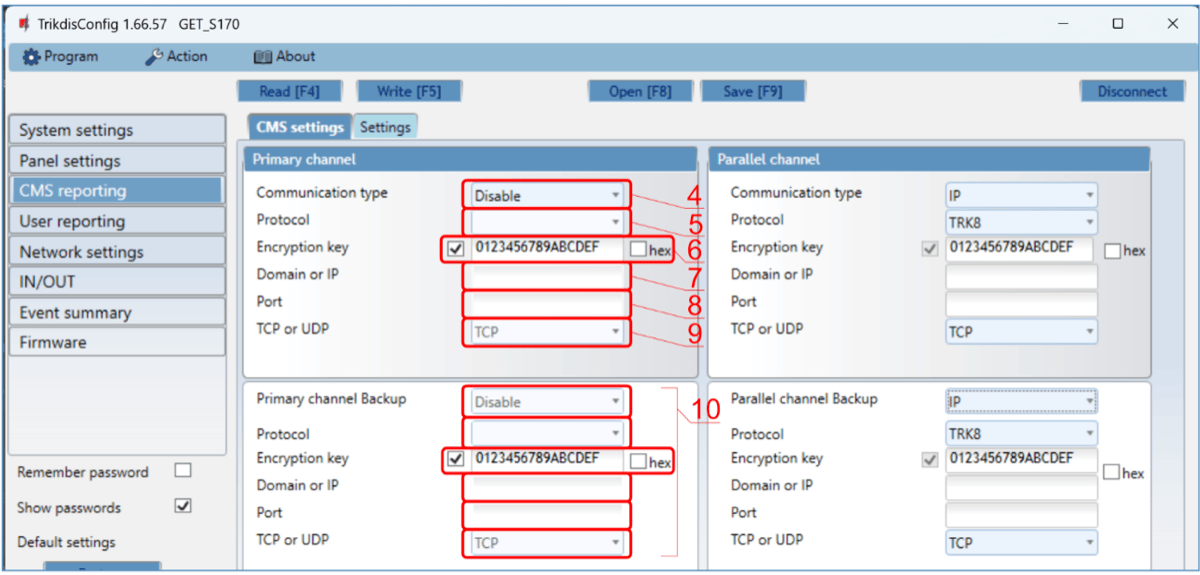 TrikdisConfig 1.66.57 GET_S170
Program Action About
Read [F4] Write [F5] Open [F8] Save [F9] Disconnect
System settings
Panel settings
CMS reporting
User reporting
Network settings
IN/OUT
Event summary
Firmware
Remember password
Show passwords
Default settings
CMS settings Settings
Primary channel
Communication type Disable 4
Protocol 5
Encryption key 0123456789ABCDEF hex 6
Domain or IP 7
Port 8
TCP or UDP TCP 9
Primary channel Backup Disable 10
Protocol
Encryption key 0123456789ABCDEF hex
Domain or IP
Port
TCP or UDP TCP
Parallel channel
Communication type IP
Protocol TRK8
Encryption key 0123456789ABCDEF hex
Domain or IP
Port
TCP or UDP TCP
Parallel channel Backup IP
Protocol TRK8
Encryption key 0123456789ABCDEF hex
Domain or IP
Port
TCP or UDP TCP